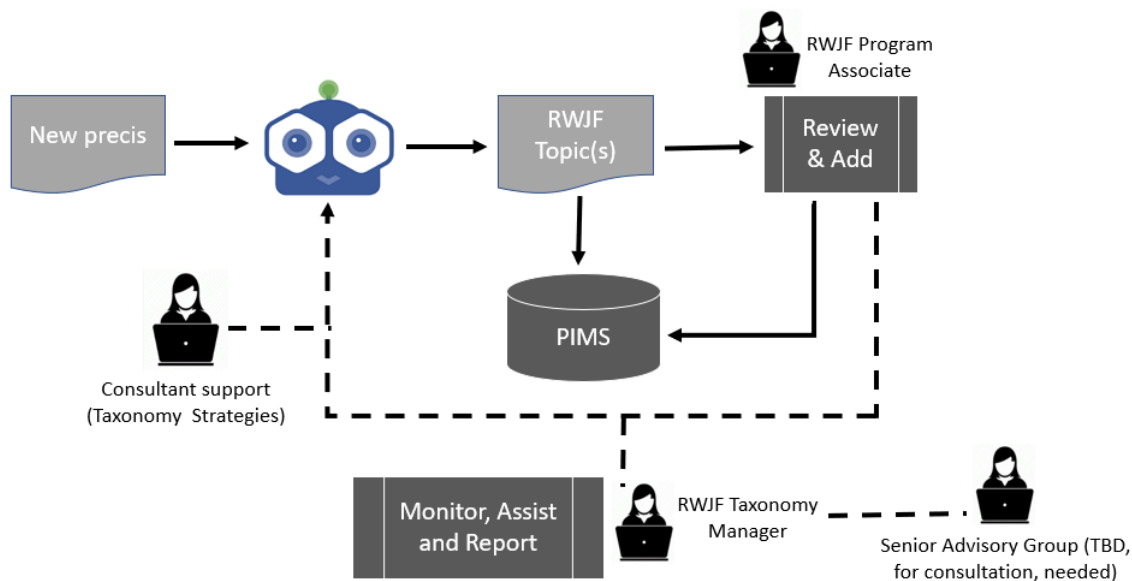 RWJF Program
Associate
New precis
RWJF
Topic(s)
Review
& Add
PIMS
Consultant support
(Taxonomy Strategies)
Monitor, Assist
and Report
RWJF Taxonomy
Manager
Senior Advisory Group (TBD,
for consultation, needed)